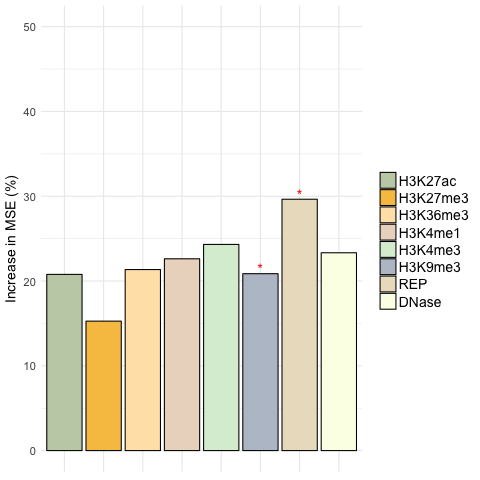 50
40
30
20
10
0
Increase in MSE (%)
*
*
H3K27ac
H3K27me3
H3K36me3
H3K4me1
H3K4me3
H3K9me3
REP
DNase